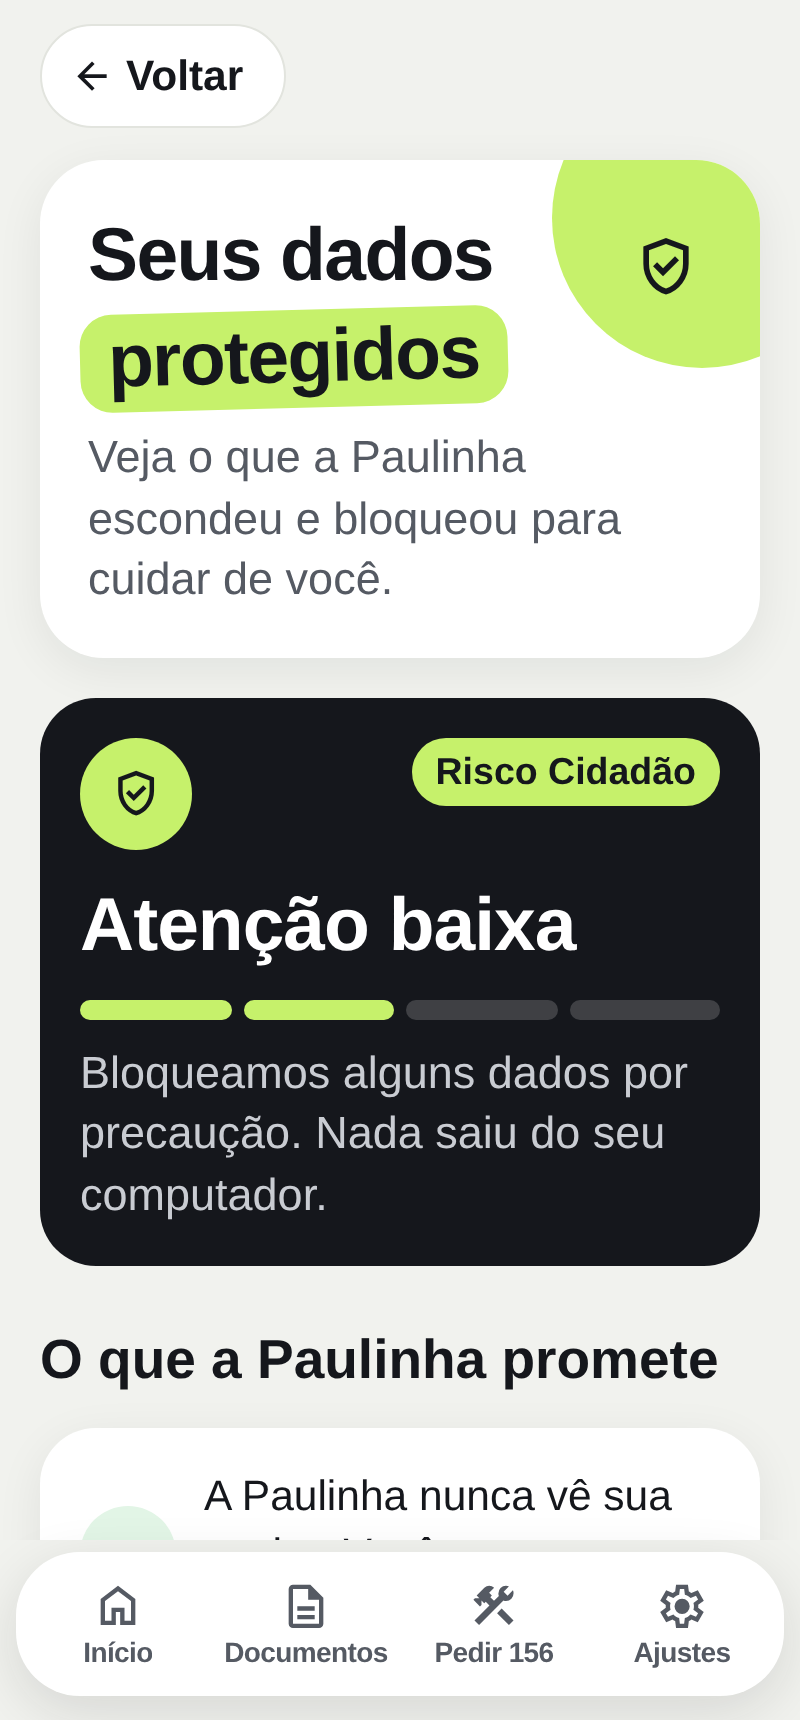 Voltar
Seus dados
protegidos
Veja o que a Paulinha
escondeu e bloqueou para
cuidar de você.
Risco Cidadão
Atenção baixa
Bloqueamos alguns dados por
precaução. Nada saiu do seu
computador.
O que a Paulinha promete
A Paulinha nunca vê sua
Início
Documentos
Pedir 156
Ajustes